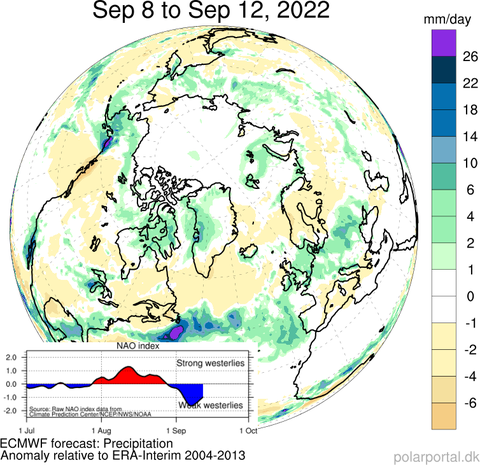 Sep 8 to Sep 12, 2022
mm/day
26
22
18
14
10
6
4
2
1
0
-1
-2
-4
-6
NAO index
2.0
1.0
0.0
-1.0
-2.0
Strong westerlies
Weak westerlies
Source: Raw NAO index data from
Climate Prediction Center/NCEP/NWS/NOAA
1 Jul
1 Aug
1 Sep
1 Oct
ECMWF forecast: Precipitation
Anomaly relative to ERA-Interim 2004-2013
polarportal.dk